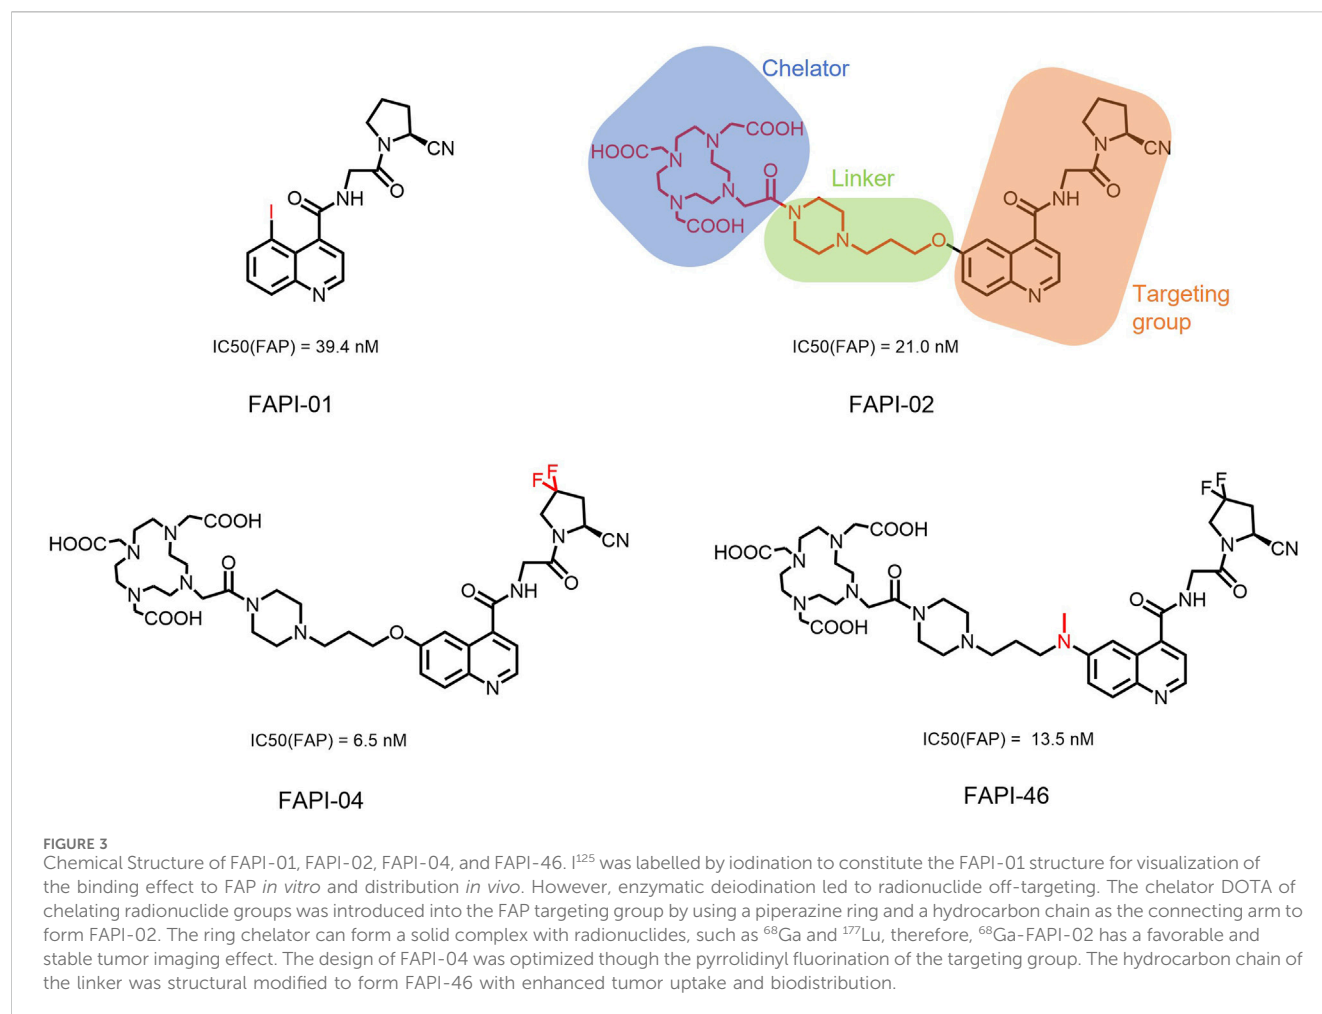 Chelator
Linker
Targeting
group
N
CN
O
NH
O
I
N
HOOC
COOH
N
N
N
N
COOH
O
N
N
O
N
CN
O
NH
O
N
IC50(FAP) = 39.4 nM
FAPI-01
IC50(FAP) = 21.0 nM
FAPI-02
HOOC
COOH
N
N
N
N
COOH
O
N
N
O
F
F
N
CN
O
NH
O
N
IC50(FAP) = 6.5 nM
FAPI-04
HOOC
COOH
N
N
N
N
COOH
O
N
N
N
F
F
N
CN
O
NH
O
N
IC50(FAP) = 13.5 nM
FAPI-46
FIGURE 3
Chemical Structure of FAPI-01, FAPI-02, FAPI-04, and FAPI-46. I¹²⁵ was labelled by iodination to constitute the FAPI-01 structure for visualization of
the binding effect to FAP in vitro and distribution in vivo. However, enzymatic deiodination led to radionuclide off-targeting. The chelator DOTA of
chelating radionuclide groups was introduced into the FAP targeting group by using a piperazine ring and a hydrocarbon chain as the connecting arm to
form FAPI-02. The ring chelator can form a solid complex with radionuclides, such as ⁶⁸Ga and ¹⁷⁷Lu, therefore, ⁶⁸Ga-FAPI-02 has a favorable and
stable tumor imaging effect. The design of FAPI-04 was optimized though the pyrrolidinyl fluorination of the targeting group. The hydrocarbon chain of
the linker was structural modified to form FAPI-46 with enhanced tumor uptake and biodistribution.